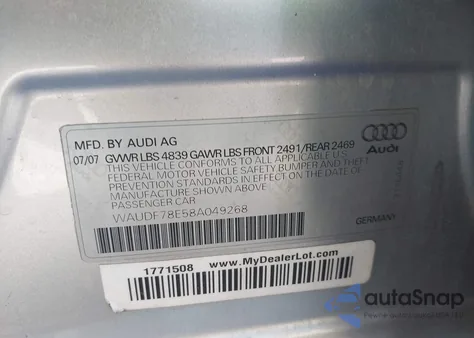 MFD. BY AUDI AG
07/07 GVWR LBS 4839 GAWR LBS FRONT 2491/REAR 2469
THIS VEHICLE CONFORMS TO ALL APPLICABLE U.S.
FEDERAL MOTOR VEHICLE SAFETY BUMPER AND THEFT
PREVENTION STANDARDS IN EFFECT ON THE DATE OF
MANUFACTURE SHOWN ABOVE
PASSENGER CAR
WAUDF78E58A049268
Audi
GERMANY
1771508
www.MyDealerLot.com
autoSnap